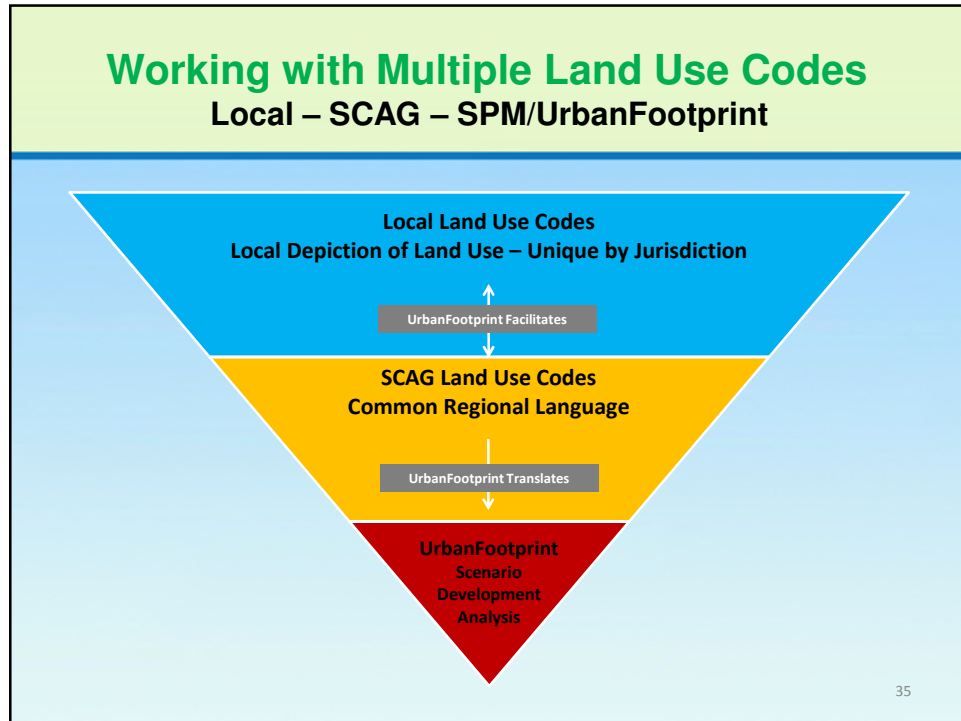 Working with Multiple Land Use Codes
Local – SCAG – SPM/UrbanFootprint
Local Land Use Codes
Local Depiction of Land Use – Unique by Jurisdiction
UrbanFootprint Facilitates
SCAG Land Use Codes
Common Regional Language
UrbanFootprint Translates
UrbanFootprint
Scenario
Development
Analysis
35